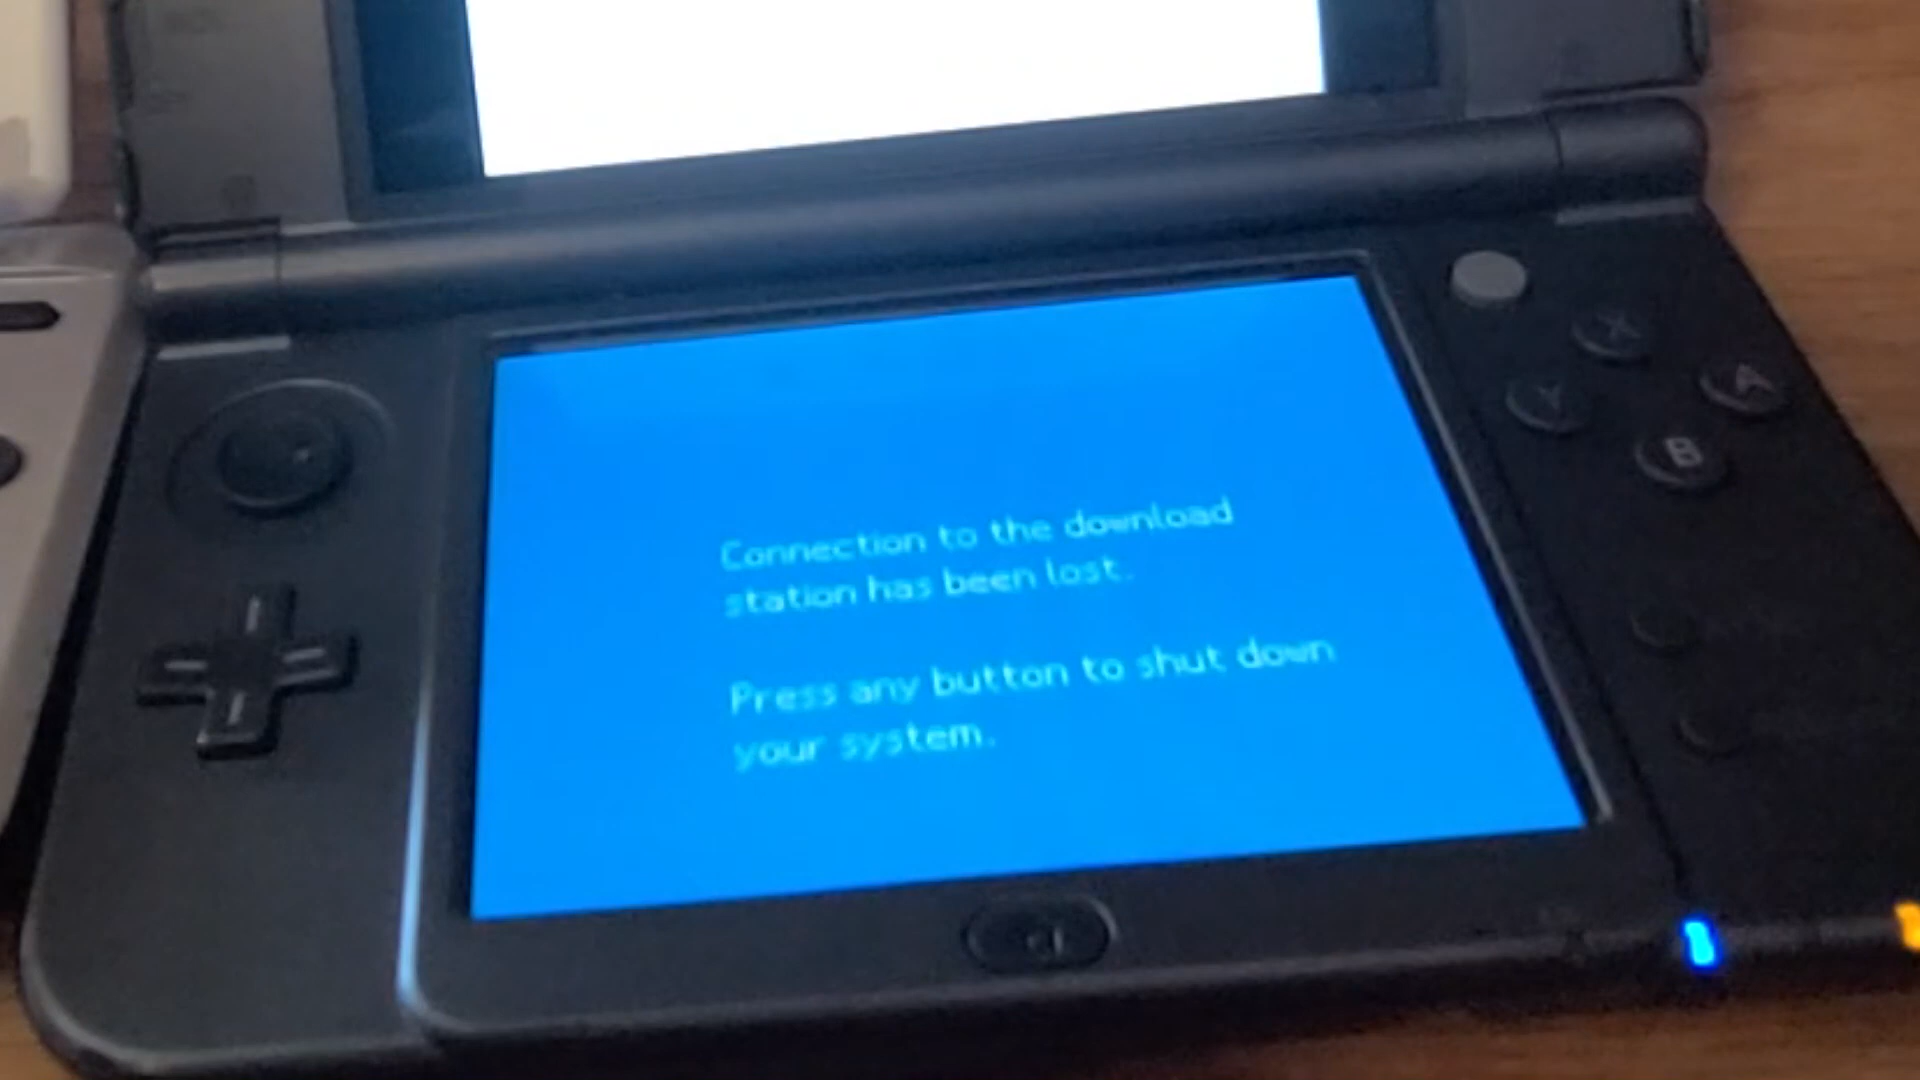 Connection to the download
station has been lost.
Press any button to shut down
your system.
X
A
Y
B